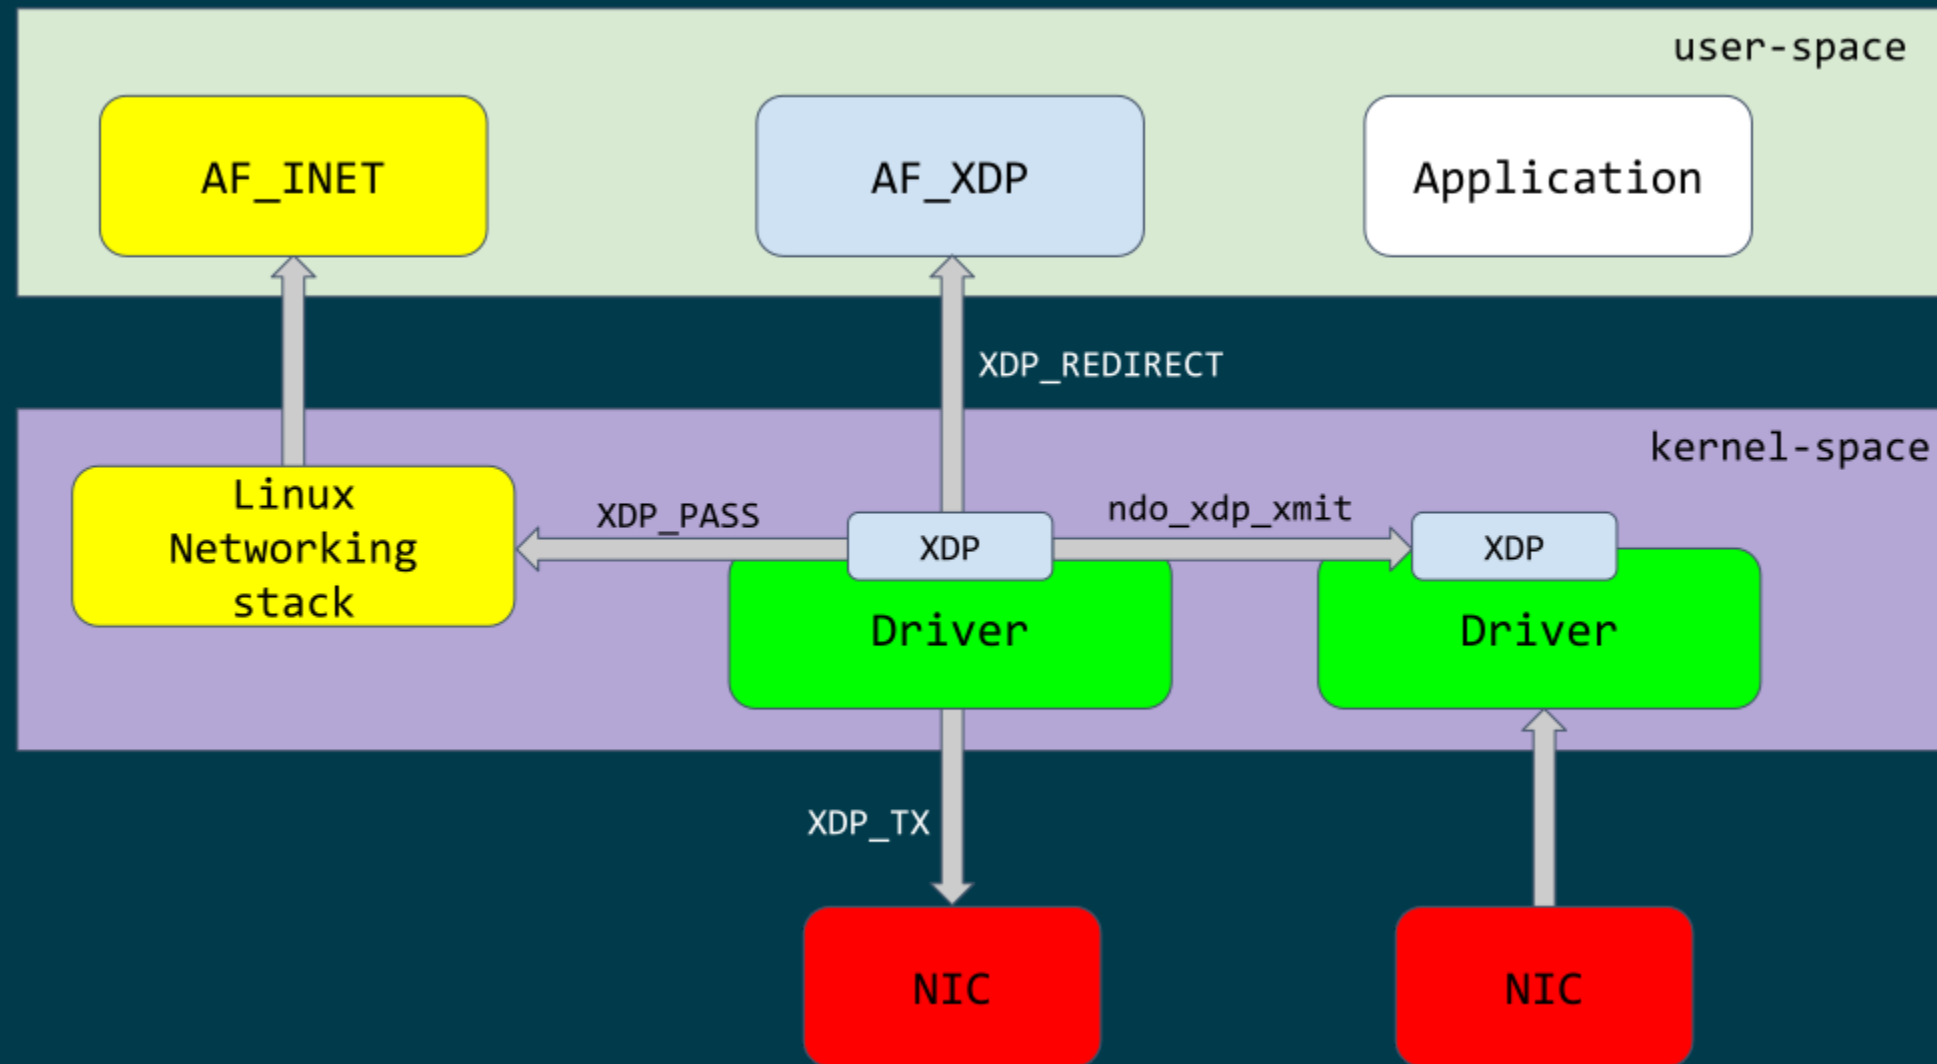 user-space
AF_INET
AF_XDP
Application
XDP_REDIRECT
kernel-space
Linux
Networking
stack
XDP_PASS
XDP
ndo_xdp_xmit
XDP
Driver
Driver
XDP_TX
NIC
NIC